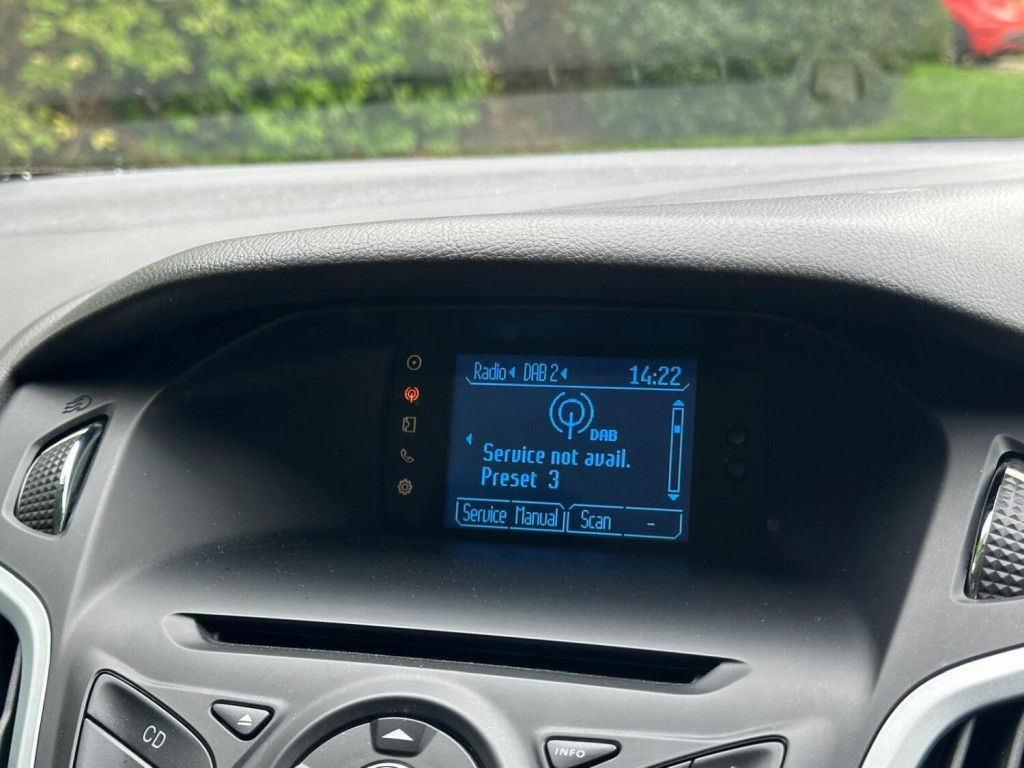 Radio DAB 2 14:22
DAB
Service not avail.
Preset 3
Service Manual Scan -
CD
INFO